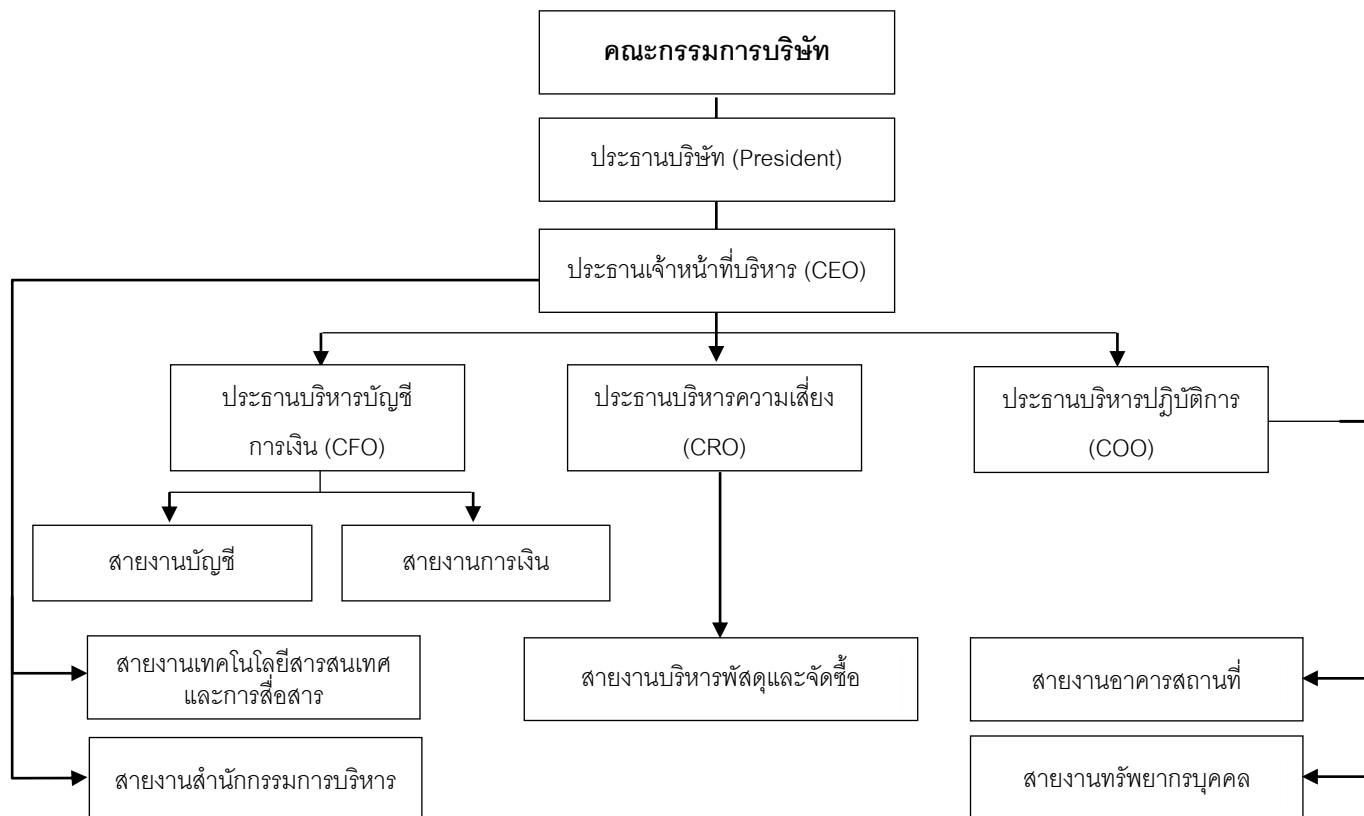 คณะกรรมการบริษัท
ประธานบริษัท (President)
ประธานเจ้าหน้าที่บริหาร (CEO)
ประธานบริหารบัญชี
การเงิน (CFO)
ประธานบริหารความเสี่ยง
(CRO)
ประธานบริหารปฎิบัติการ
(COO)
สายงานบัญชี
สายงานการเงิน
สายงานเทคโนโลยีสารสนเทศ
และการสื่อสาร
สายงานบริหารพัสดุและจัดซื้อ
สายงานอาคารสถานที่
สายงานสำนักกรรมการบริหาร
สายงานทรัพยากรบุคคล